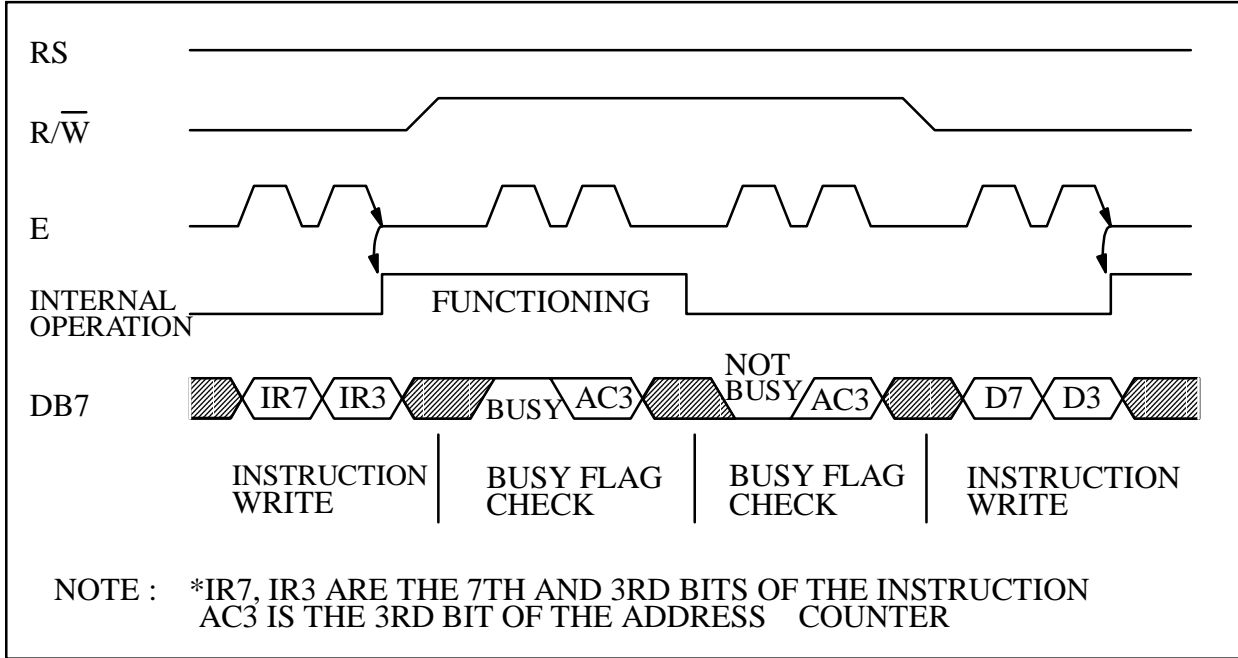 RS
R/W̅
E
INTERNAL
OPERATION
FUNCTIONING
DB7
IR7 IR3 BUSY AC3 NOT BUSY AC3 D7 D3
INSTRUCTION
WRITE
BUSY FLAG
CHECK
BUSY FLAG
CHECK
INSTRUCTION
WRITE
NOTE : *IR7, IR3 ARE THE 7TH AND 3RD BITS OF THE INSTRUCTION
AC3 IS THE 3RD BIT OF THE ADDRESS COUNTER